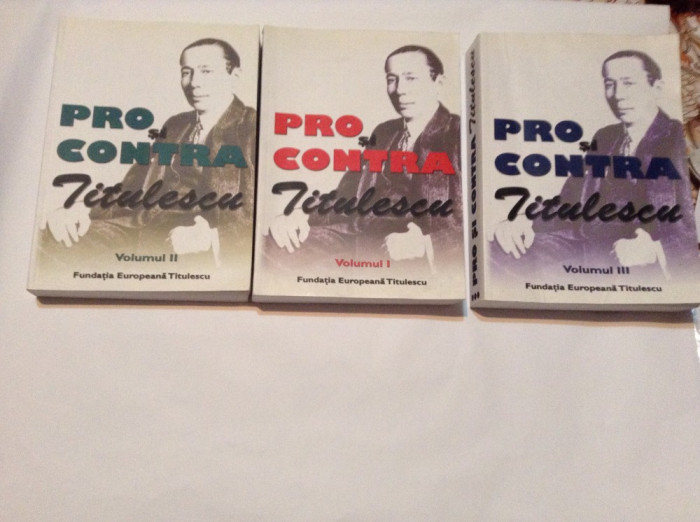 PRO
și
CONTRA
Titulescu
Volumul II
Fundația Europeană Titulescu
PRO
și
CONTRA
Titulescu
Volumul I
Fundația Europeană Titulescu
PRO ȘI CONTRA Titulescu
PRO
și
CONTRA
Titulescu
Volumul III
Fundația Europeană Titulescu